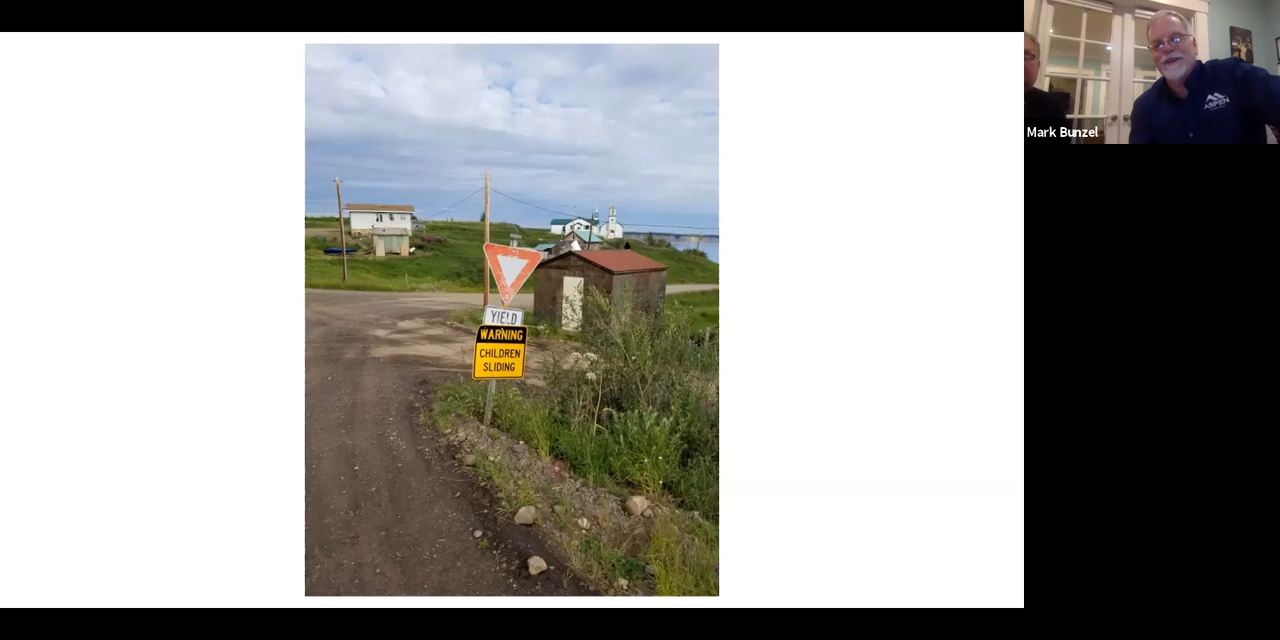 YIELD
WARNING
CHILDREN
SLIDING
Mark Bunzel
ASPEN